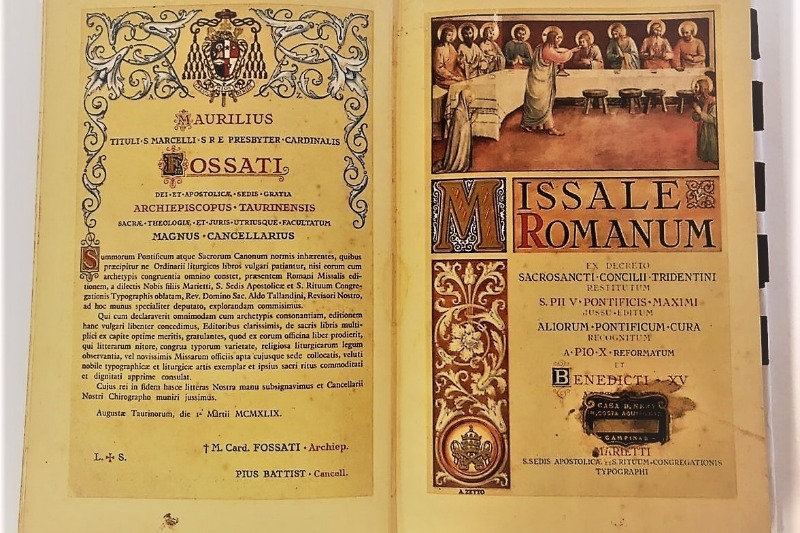 MAURILIUS
TITULI · S · MARCELLI · S · R · E · PRESBYTER · CARDINALIS
FOSSATI
DEI · ET · APOSTOLICÆ · SEDIS · GRATIA
ARCHIEPISCOPUS · TAURINENSIS
SACRÆ · THEOLOGIÆ · ET · JURIS · UTRIUSQUE · FACULTATUM
MAGNUS · CANCELLARIUS
Summorum Pontificum atque Sacrorum Canonum normis inhærentes, quibus
præcipitur ne Ordinarii liturgicos libros vulgari patiantur, nisi eorum cum
archetypis congruentia omnino constet, præsentem Romani Missalis edi-
tionem, a dilectis Nobis filiis Marietti, S. Sedis Apostolicæ et S. Rituum Congre-
gationis Typographis oblatam, Rev. Domino Sac. Aldo Tallandini, Revisori Nostro,
ad hoc munus specialiter deputato, explorandam commisimus.
Qui cum declaraverit omnimodam cum archetypis consonantiam, editionem
hanc vulgari libenter concedimus, Editoribus clarissimis, de sacris libris multi-
plici ex capite optime meritis, gratulantes, quod ex eorum officina liber prodierit,
qui litterarum nitore, congrua typorum varietate, religiosa liturgicarum legum
observantia, vel novissimis Missarum officiis apta cujusque sede collocatis, veluti
nobile typographicæ et liturgicæ artis exemplar et ipsius sacri ritus commoditati
et dignitati apprime consulat.
Cujus rei in fidem hasce litteras Nostra manu subsignavimus et Cancellarii
Nostri Chirographo muniri jussimus.
Augustæ Taurinorum, die 1ª Martii MCMXLIX.
† M. Card. FOSSATI · Archiep.
L. ✠ S.
PIUS BATTIST · Cancell.
MISSALE
ROMANUM
EX DECRETO
SACROSANCTI · CONCILII · TRIDENTINI
RESTITUTUM
S. PII V · PONTIFICIS · MAXIMI
JUSSU · EDITUM
ALIORUM · PONTIFICUM · CURA
RECOGNITUM
A · PIO · X · REFORMATUM
ET
BENEDICTI · XV
CASA D.
CAMPINAS
MARIETTI
S. SEDIS APOSTOLICÆ · S. RITUUM · CONGREGATIONIS
TYPOGRAPHI
A. ZETTO